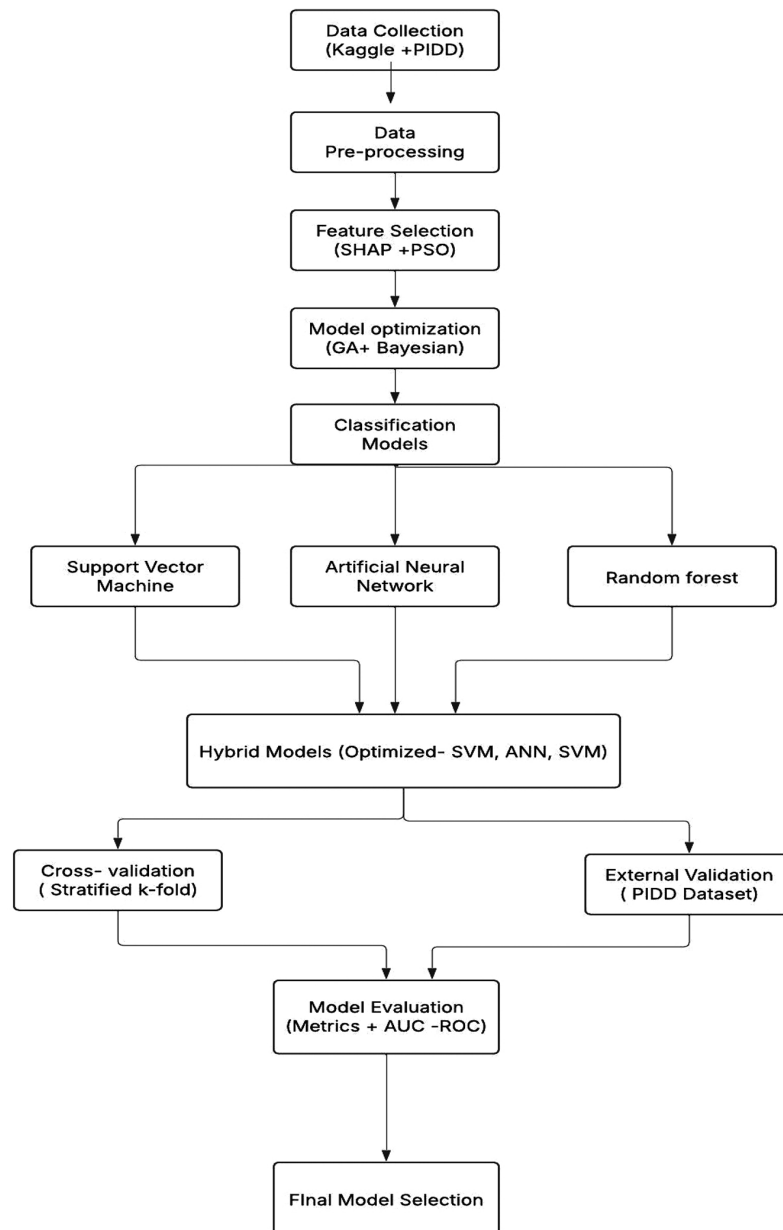 Data Collection
(Kaggle +PIDD)
Data
Pre-processing
Feature Selection
(SHAP +PSO)
Model optimization
(GA+ Bayesian)
Classification
Models
Support Vector
Machine
Artificial Neural
Network
Random forest
Hybrid Models (Optimized- SVM, ANN, SVM)
Cross- validation
( Stratified k-fold)
External Validation
( PIDD Dataset)
Model Evaluation
(Metrics + AUC -ROC)
FInal Model Selection